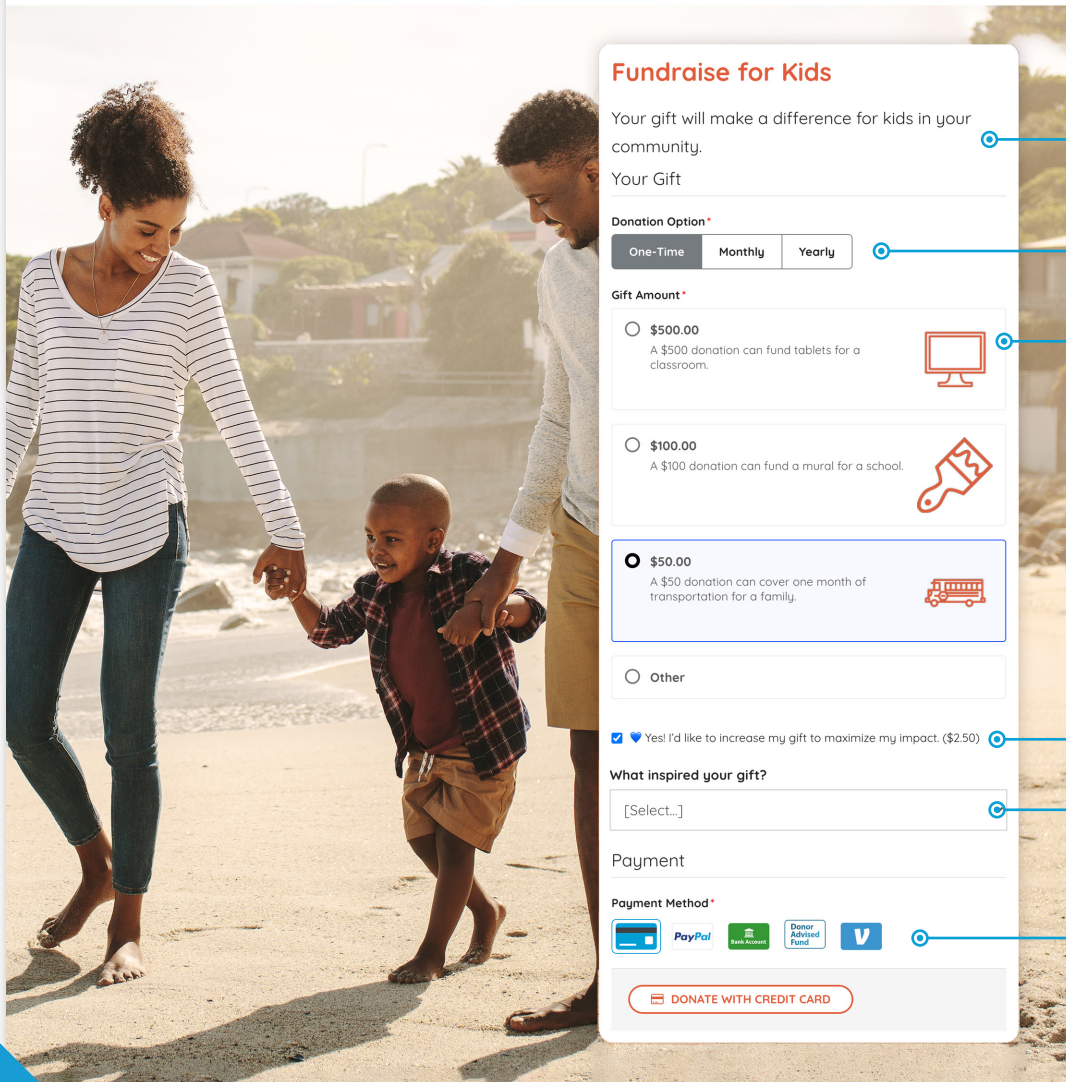 Fundraise for Kids
Your gift will make a difference for kids in your
community.
Your Gift
Donation Option*
One-Time Monthly Yearly
Gift Amount*
$500.00
A $500 donation can fund tablets for a
classroom.
$100.00
A $100 donation can fund a mural for a school.
$50.00
A $50 donation can cover one month of
transportation for a family.
Other
💙 Yes! I'd like to increase my gift to maximize my impact. ($2.50)
What inspired your gift?
[Select...]
Payment
Payment Method*
PayPal
Bank Account
Donor
Advised
Fund
V
DONATE WITH CREDIT CARD